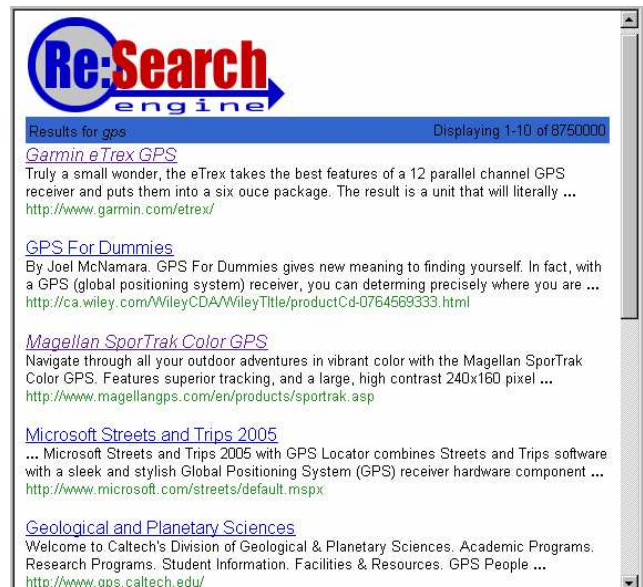 Re:Search
engine
Results for gps Displaying 1-10 of 8750000
Garmin eTrex GPS
Truly a small wonder, the eTrex takes the best features of a 12 parallel channel GPS
receiver and puts them into a six ouce package. The result is a unit that will literally ...
http://www.garmin.com/etrex/
GPS For Dummies
By Joel McNamara. GPS For Dummies gives new meaning to finding yourself. In fact, with
a GPS (global positioning system) receiver, you can determing precisely where you are ...
http://ca.wiley.com/WileyCDA/WileyTItle/productCd-0764569333.html
Magellan SporTrak Color GPS
Navigate through all your outdoor adventures in vibrant color with the Magellan SporTrak
Color GPS. Features superior tracking, and a large, high contrast 240x160 pixel ...
http://www.magellangps.com/en/products/sportrak.asp
Microsoft Streets and Trips 2005
... Microsoft Streets and Trips 2005 with GPS Locator combines Streets and Trips software
with a sleek and stylish Global Positioning System (GPS) receiver hardware component ...
http://www.microsoft.com/streets/default.mspx
Geological and Planetary Sciences
Welcome to Caltech's Division of Geological & Planetary Sciences. Academic Programs.
Research Programs. Student Information. Facilities & Resources. GPS People ...
http://www.gps.caltech.edu/